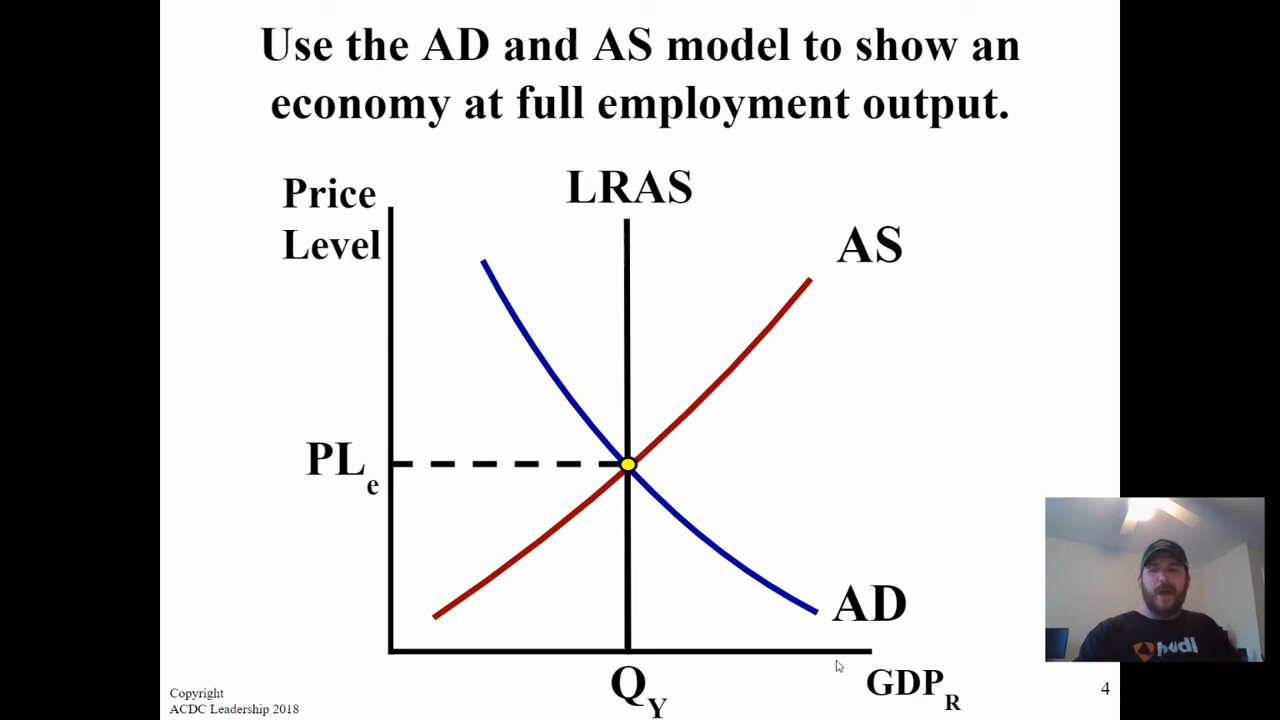 Use the AD and AS model to show an
economy at full employment output.
Price
Level
LRAS
AS
PLe
AD
QY
GDPR
Copyright
ACDC Leadership 2018
4
hudl